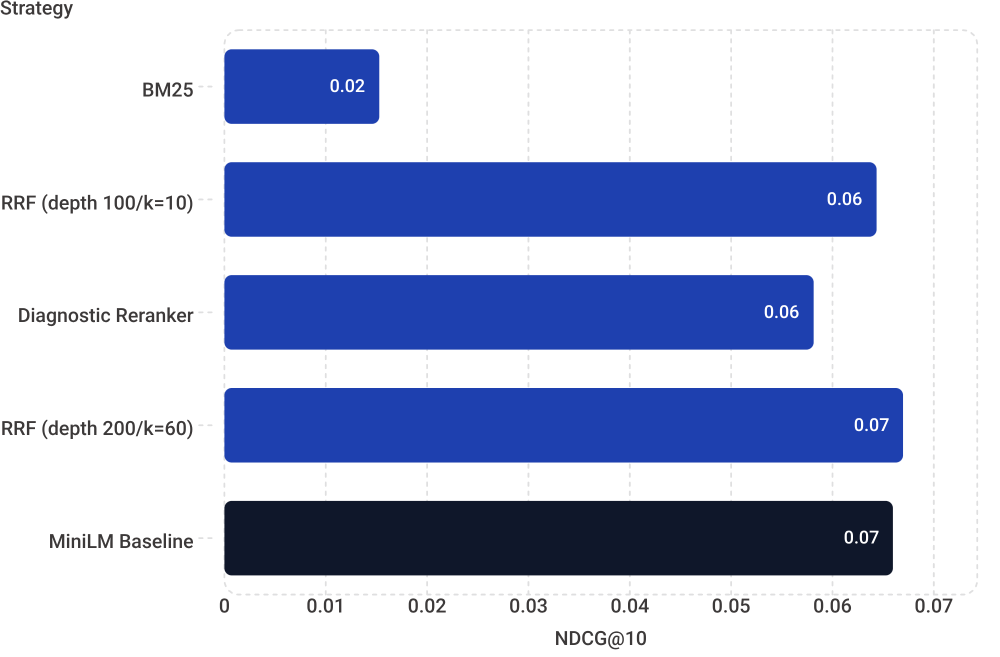 Strategy
BM25
0.02
RRF (depth 100/k=10)
0.06
Diagnostic Reranker
0.06
RRF (depth 200/k=60)
0.07
MiniLM Baseline
0.07
0 0.01 0.02 0.03 0.04 0.05 0.06 0.07
NDCG@10